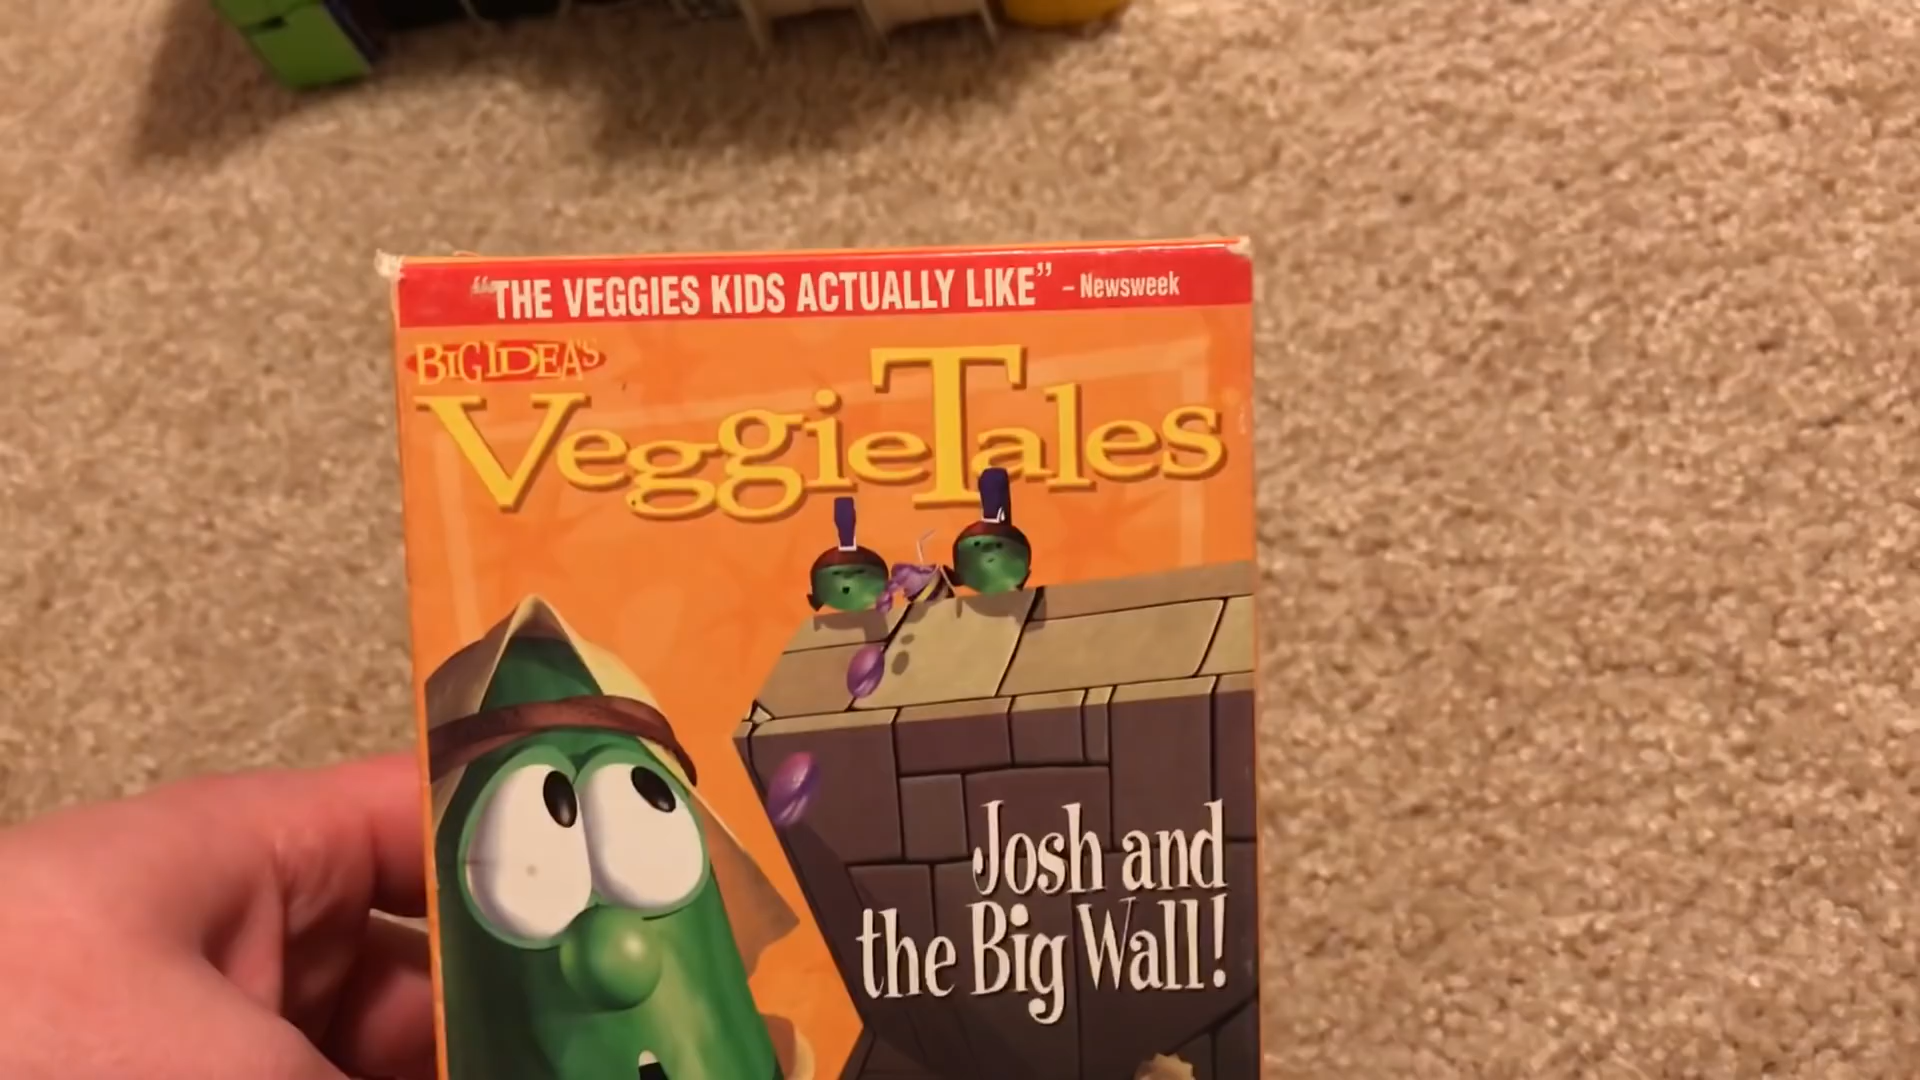 "THE VEGGIES KIDS ACTUALLY LIKE" – Newsweek
BIG IDEA'S
VeggieTales
Josh and
the Big Wall!